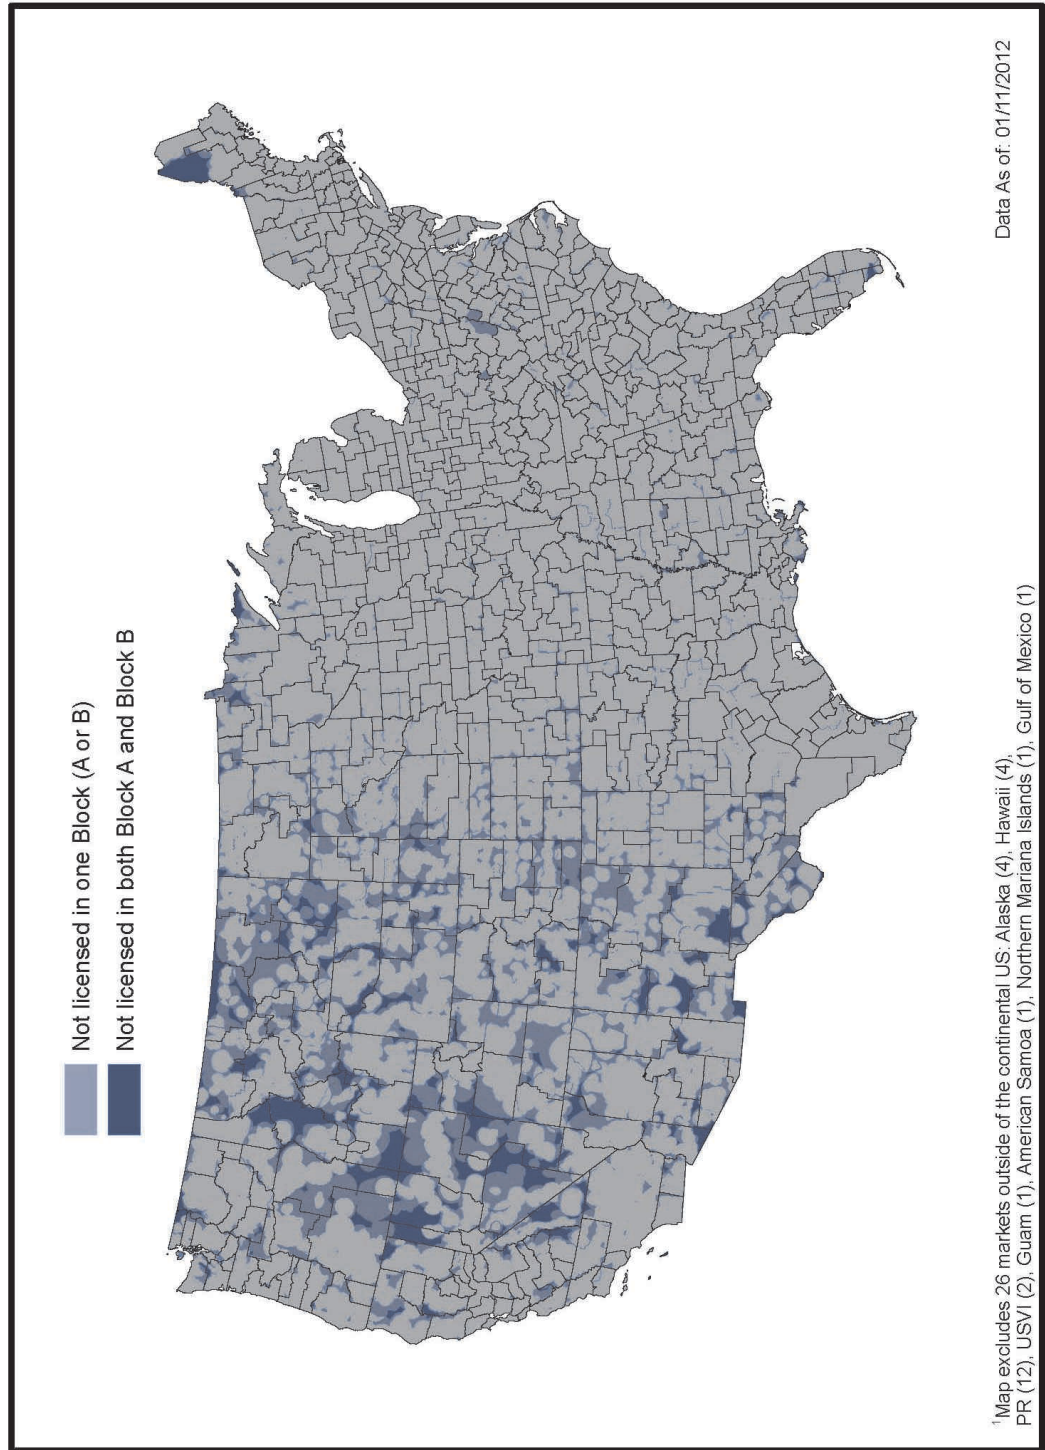 Not licensed in one Block (A or B)
Not licensed in both Block A and Block B
Data As of: 01/11/2012
¹Map excludes 26 markets outside of the continental US: Alaska (4), Hawaii (4),
PR (12), USVI (2), Guam (1), American Samoa (1), Northern Mariana Islands (1), Gulf of Mexico (1)